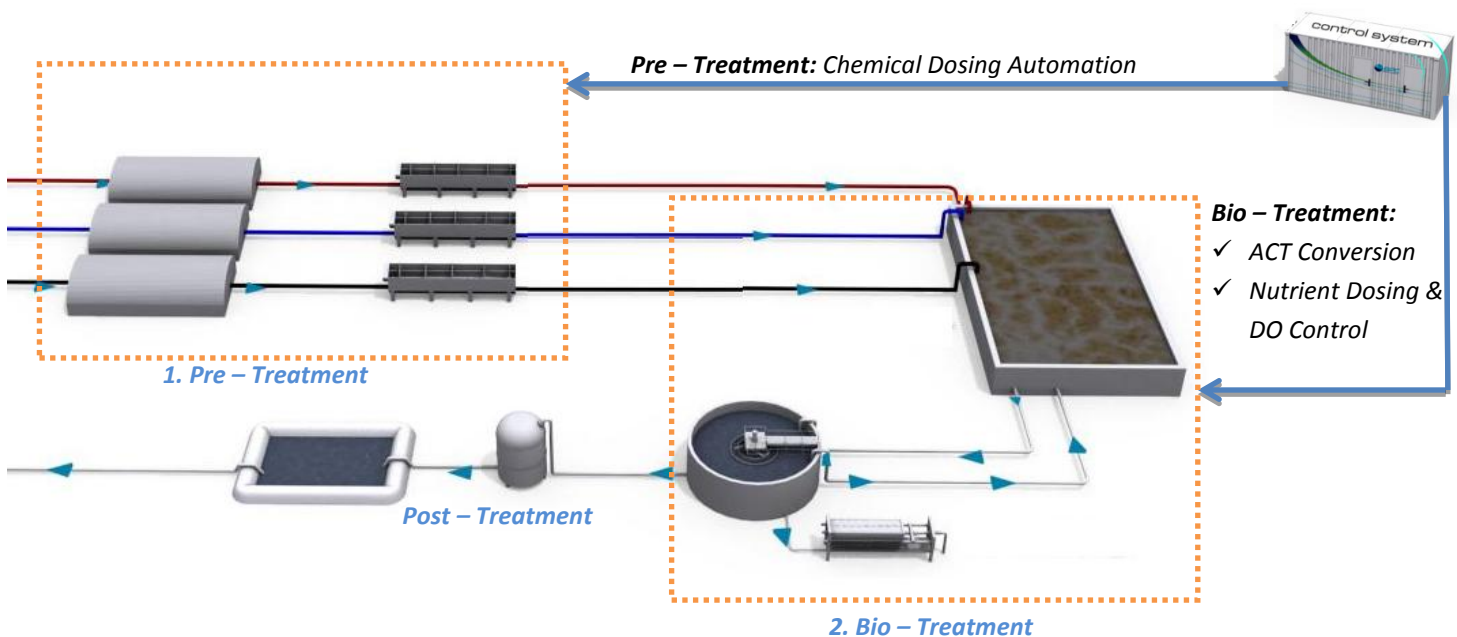 control system
Pre – Treatment: Chemical Dosing Automation
Bio – Treatment:
✓ ACT Conversion
✓ Nutrient Dosing &
DO Control
1. Pre – Treatment
Post – Treatment
2. Bio – Treatment